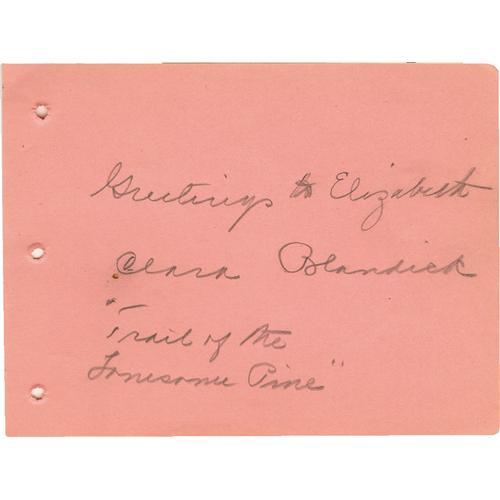 Greetings to Elizabeth
Clara Blandick
"Trail of the
Lonesome Pine"